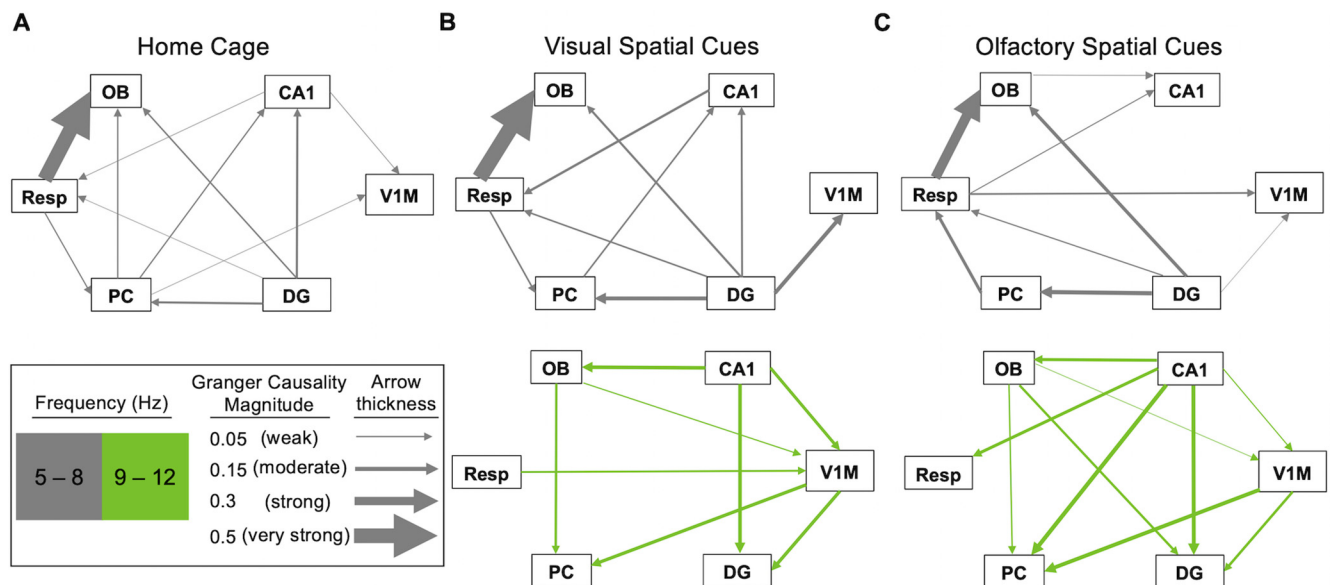 A
Home Cage
OB
CA1
Resp
V1M
PC
DG
B
Visual Spatial Cues
OB
CA1
Resp
V1M
PC
DG
C
Olfactory Spatial Cues
OB
CA1
Resp
V1M
PC
DG
Frequency (Hz)
5 – 8
9 – 12
Granger Causality
Magnitude
Arrow
thickness
0.05 (weak)
0.15 (moderate)
0.3 (strong)
0.5 (very strong)
OB
CA1
Resp
V1M
PC
DG
OB
CA1
Resp
V1M
PC
DG